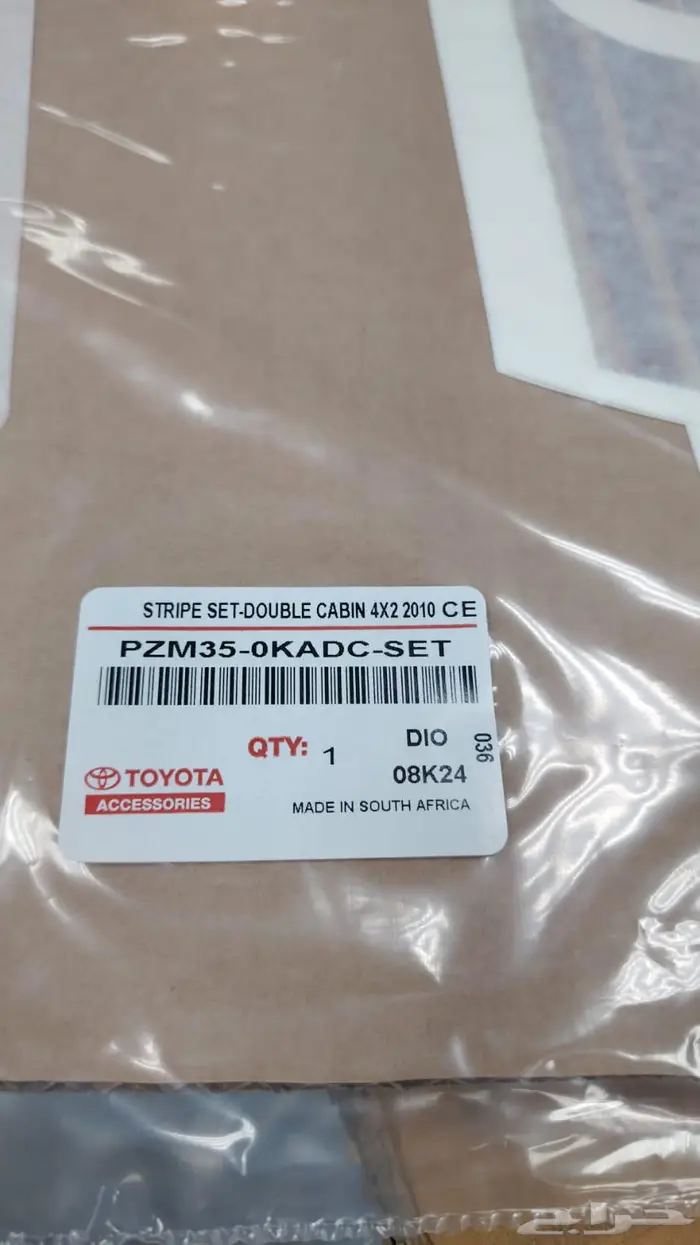 STRIPE SET-DOUBLE CABIN 4X2 2010 CE
PZM35-0KADC-SET
QTY: 1
DIO
036
08K24
TOYOTA
ACCESSORIES
MADE IN SOUTH AFRICA
حراج